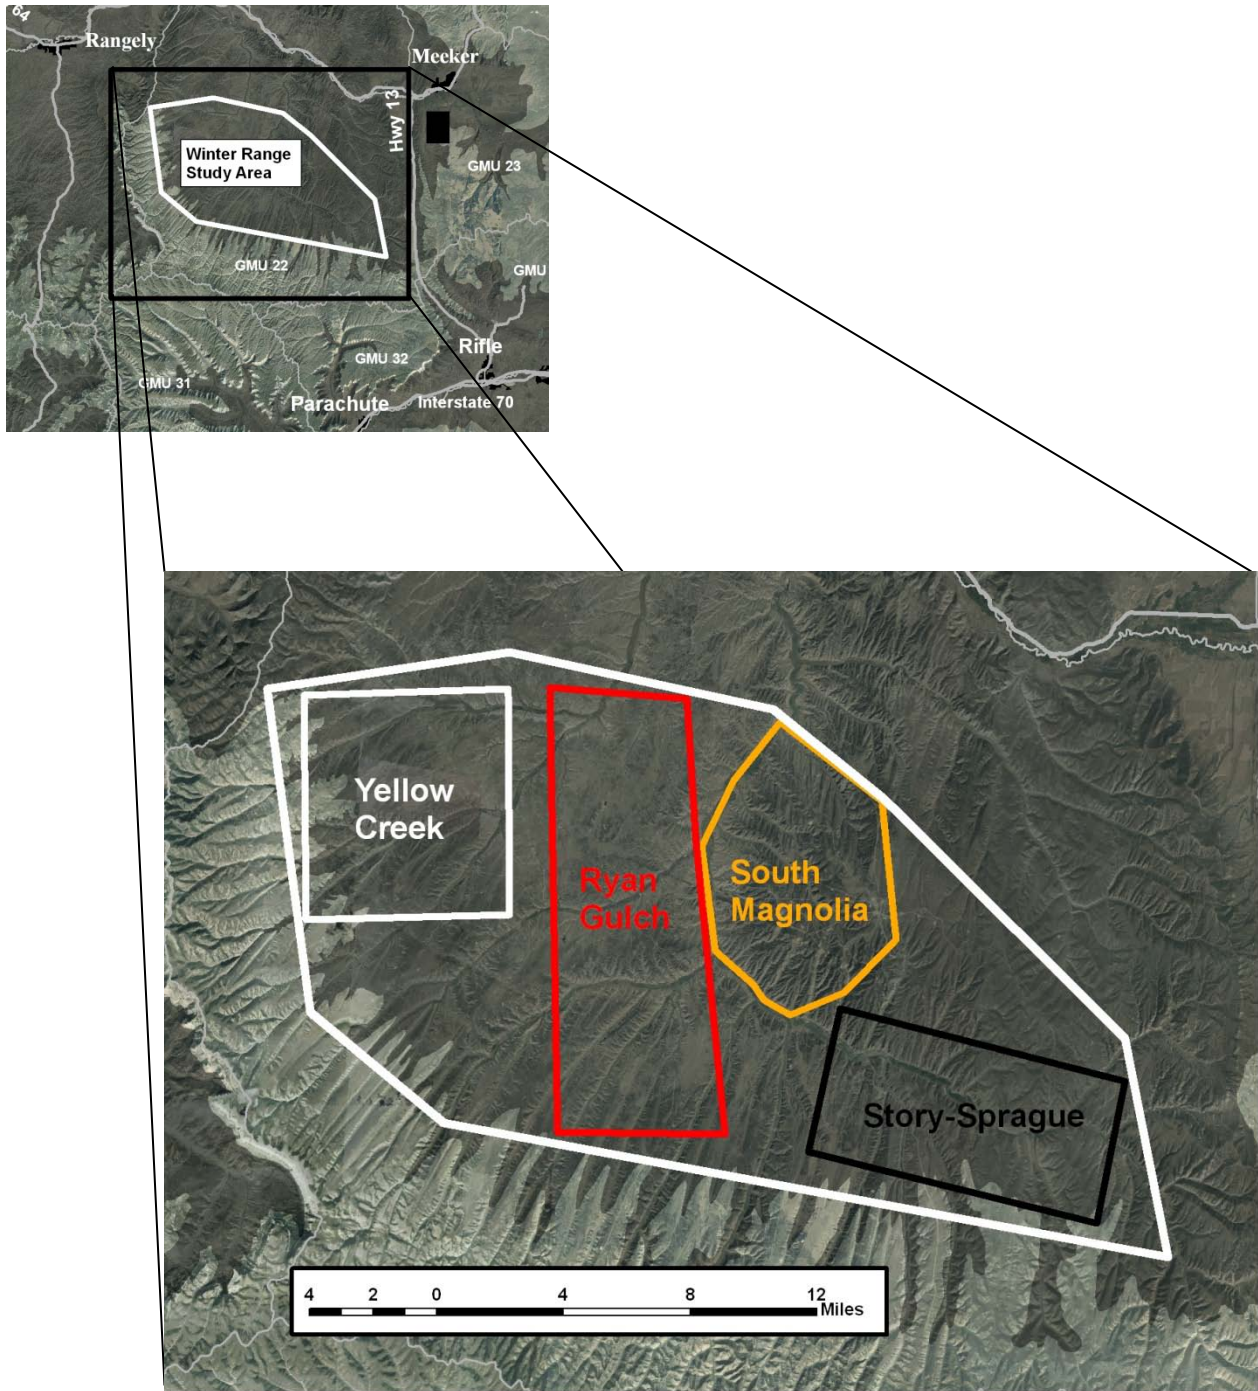 64
Rangely
Meeker
Hwy 13
Winter Range
Study Area
GMU 23
GMU 22
GMU
GMU 32
Rifle
GMU 31
Parachute
Interstate 70
Yellow
Creek
Ryan
Gulch
South
Magnolia
Story-Sprague
4 2 0 4 8 12
Miles